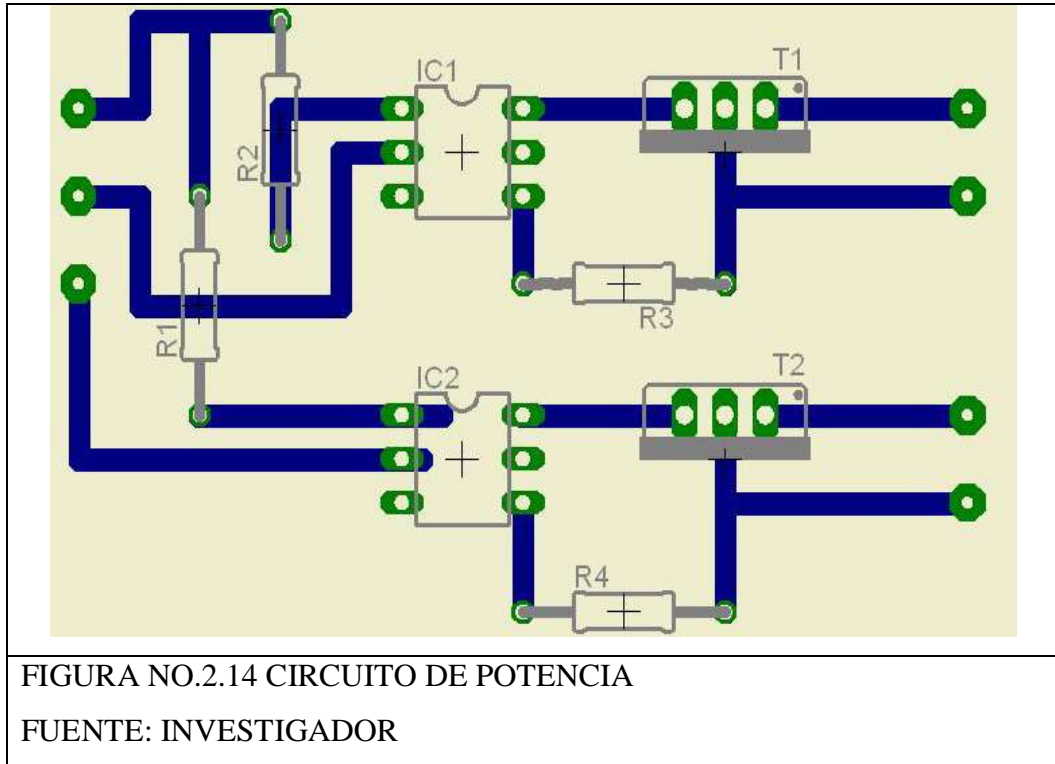 T1
IC1
R2
R3
R1
IC2
T2
R4
FIGURA NO.2.14 CIRCUITO DE POTENCIA
FUENTE: INVESTIGADOR